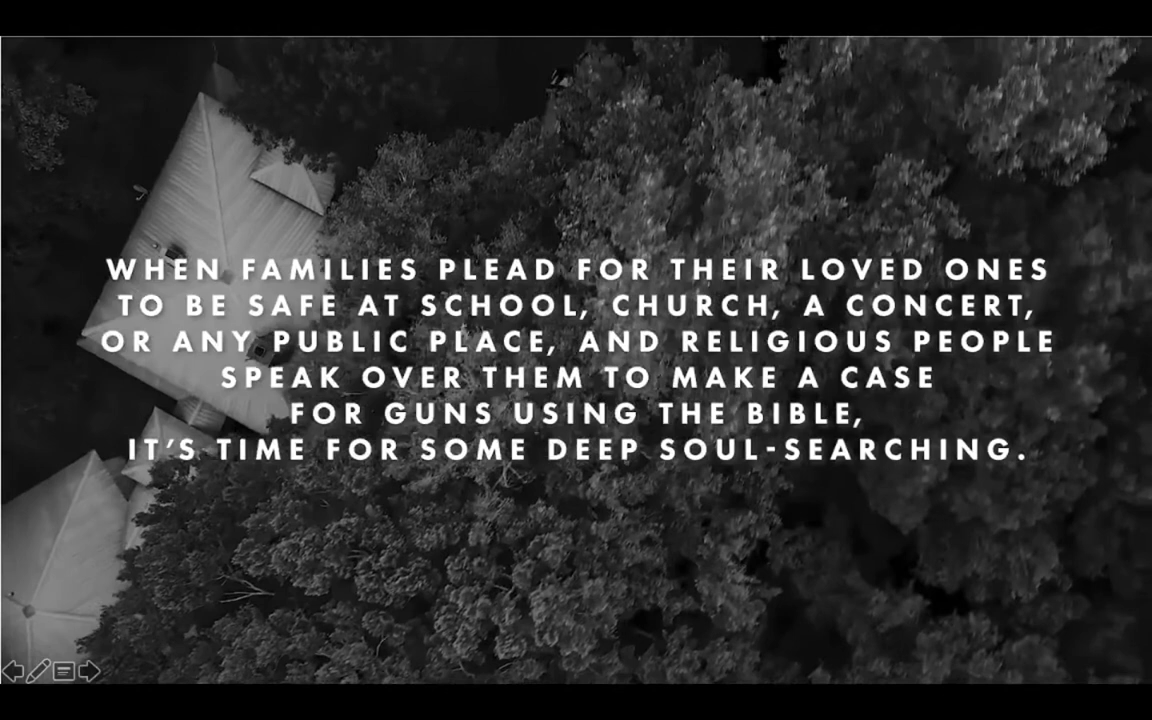 WHEN FAMILIES PLEAD FOR THEIR LOVED ONES
TO BE SAFE AT SCHOOL, CHURCH, A CONCERT,
OR ANY PUBLIC PLACE, AND RELIGIOUS PEOPLE
SPEAK OVER THEM TO MAKE A CASE
FOR GUNS USING THE BIBLE,
IT’S TIME FOR SOME DEEP SOUL-SEARCHING.